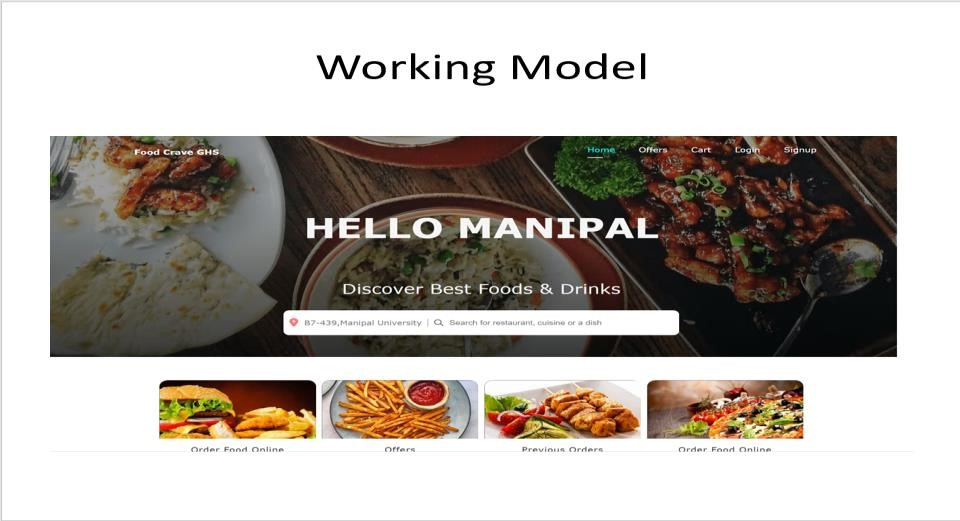 Working Model
Food Crave GHS
Home Offers Cart Login Signup
HELLO MANIPAL
Discover Best Foods & Drinks
B7-439,Manipal University | Search for restaurant, cuisine or a dish
Order Food Online Offers Previous Orders Order Food Online